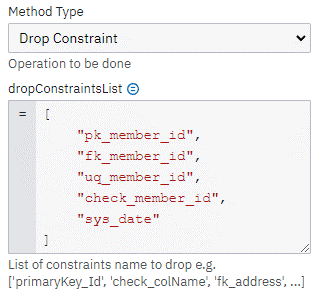 Method Type
Drop Constraint
Operation to be done
dropConstraintsList
= [
"pk_member_id",
"fk_member_id",
"uq_member_id",
"check_member_id",
"sys_date"
]
List of constraints name to drop e.g.
['primaryKey_Id', 'check_colName', 'fk_address', ...]